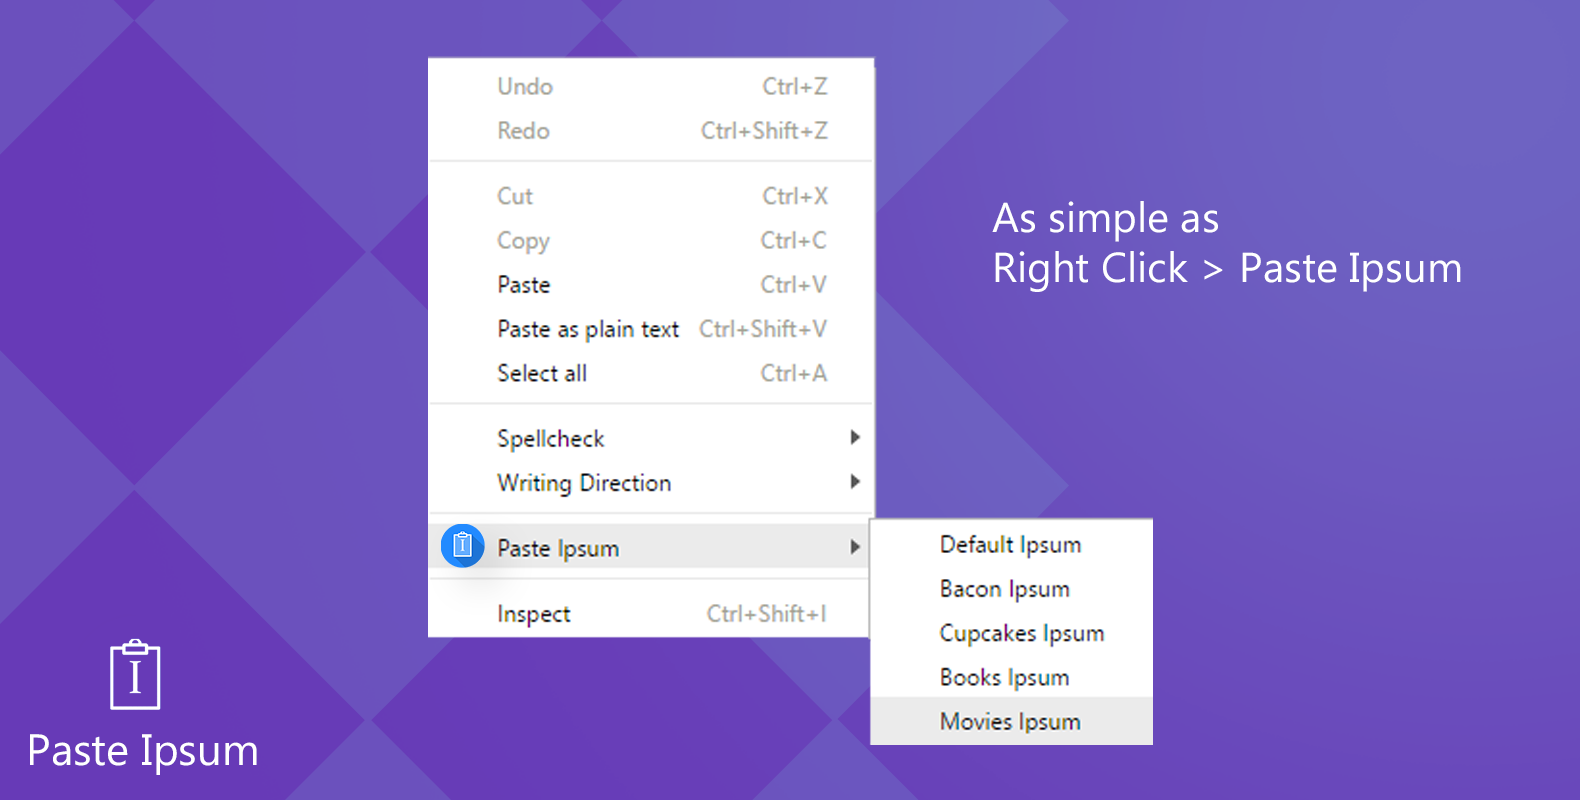 Undo Ctrl+Z
Redo Ctrl+Shift+Z
Cut Ctrl+X
Copy Ctrl+C
Paste Ctrl+V
Paste as plain text Ctrl+Shift+V
Select all Ctrl+A
Spellcheck
Writing Direction
I Paste Ipsum
Inspect Ctrl+Shift+I
Default Ipsum
Bacon Ipsum
Cupcakes Ipsum
Books Ipsum
Movies Ipsum
As simple as
Right Click > Paste Ipsum
I
Paste Ipsum